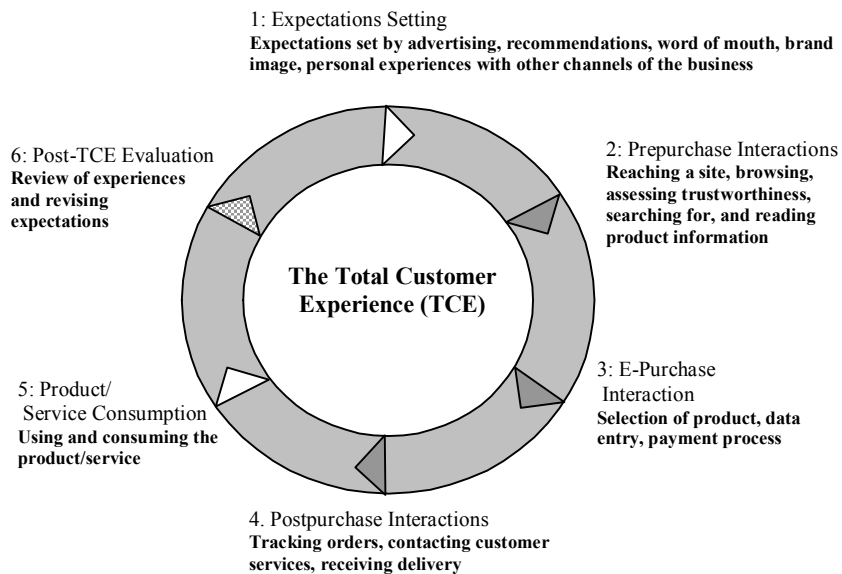 1: Expectations Setting
Expectations set by advertising, recommendations, word of mouth, brand
image, personal experiences with other channels of the business
2: Prepurchase Interactions
Reaching a site, browsing,
assessing trustworthiness,
searching for, and reading
product information
3: E-Purchase
Interaction
Selection of product, data
entry, payment process
4. Postpurchase Interactions
Tracking orders, contacting customer
services, receiving delivery
5: Product/
Service Consumption
Using and consuming the
product/service
6: Post-TCE Evaluation
Review of experiences
and revising
expectations
The Total Customer
Experience (TCE)